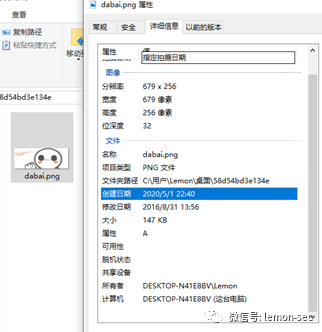 dabai.png 属性
查看
常规 安全 详细信息 以前的版本
复制路径
粘贴快捷方式
移动到
属性 值
指定拍摄日期
图像
分辨率 679 x 256
宽度 679 像素
高度 256 像素
位深度 32
文件
名称 dabai.png
项目类型 PNG 文件
文件夹路径 C:\用户\Lemon\桌面\58d54bd3e134e
创建日期 2020/5/1 22:40
修改日期 2016/8/31 13:56
大小 147 KB
属性 A
可用性
脱机状态
共享设备
所有者 DESKTOP-N41E8BV\Lemon
计算机 DESKTOP-N41E8BV (这台电脑)
8d54bd3e134e
dabai.png
微信号: lemon-sec